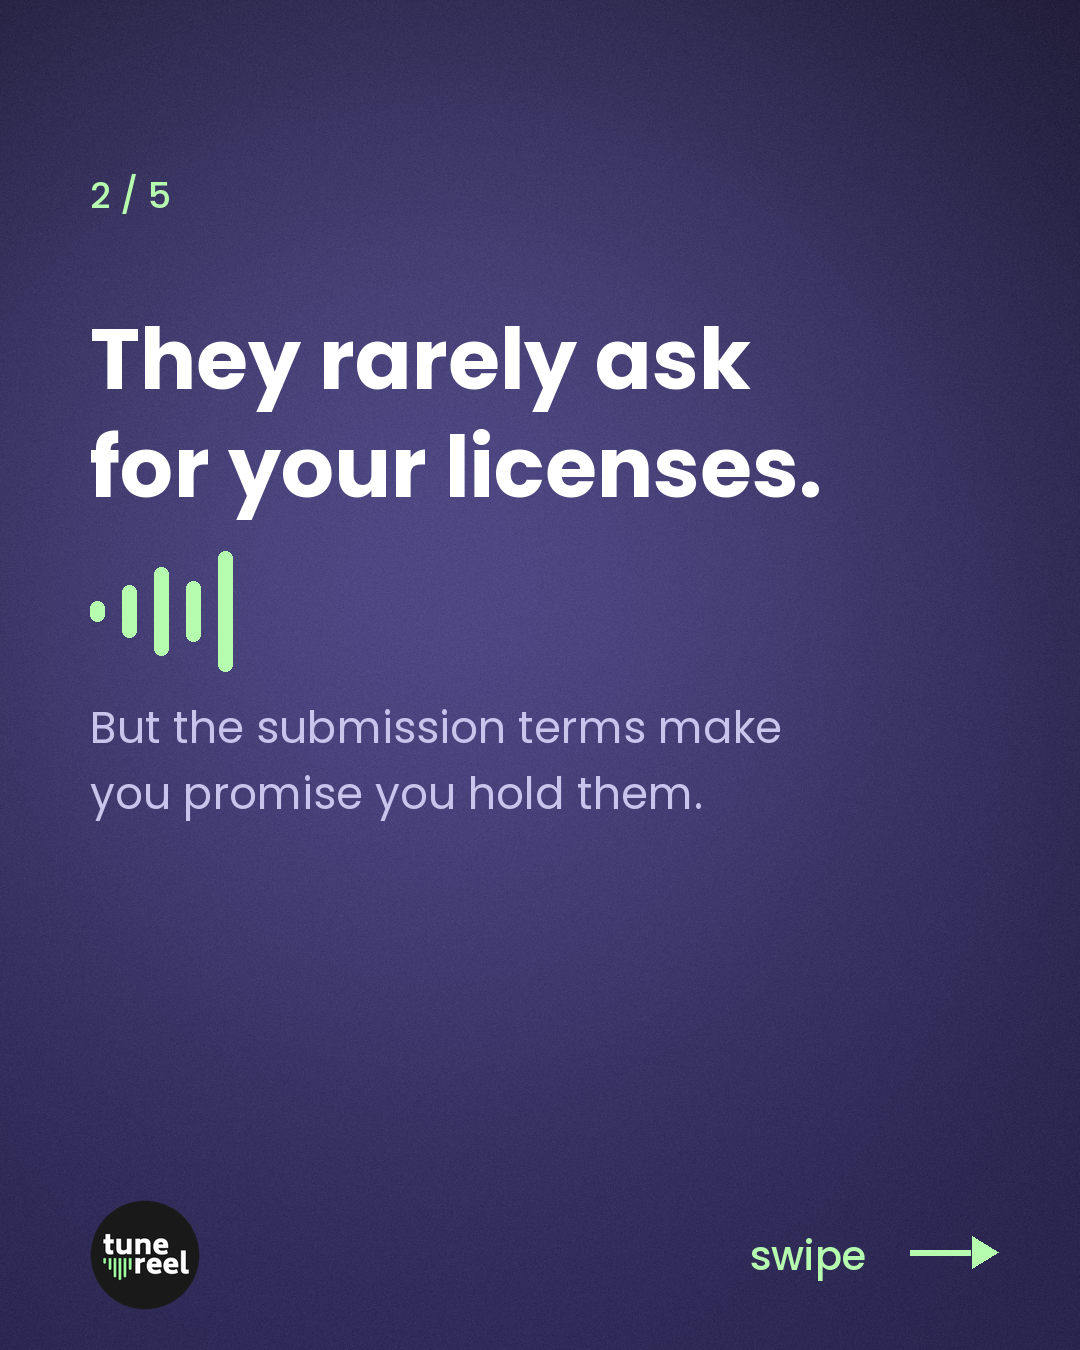 2 / 5
They rarely ask
for your licenses.
But the submission terms make
you promise you hold them.
tune
reel
swipe